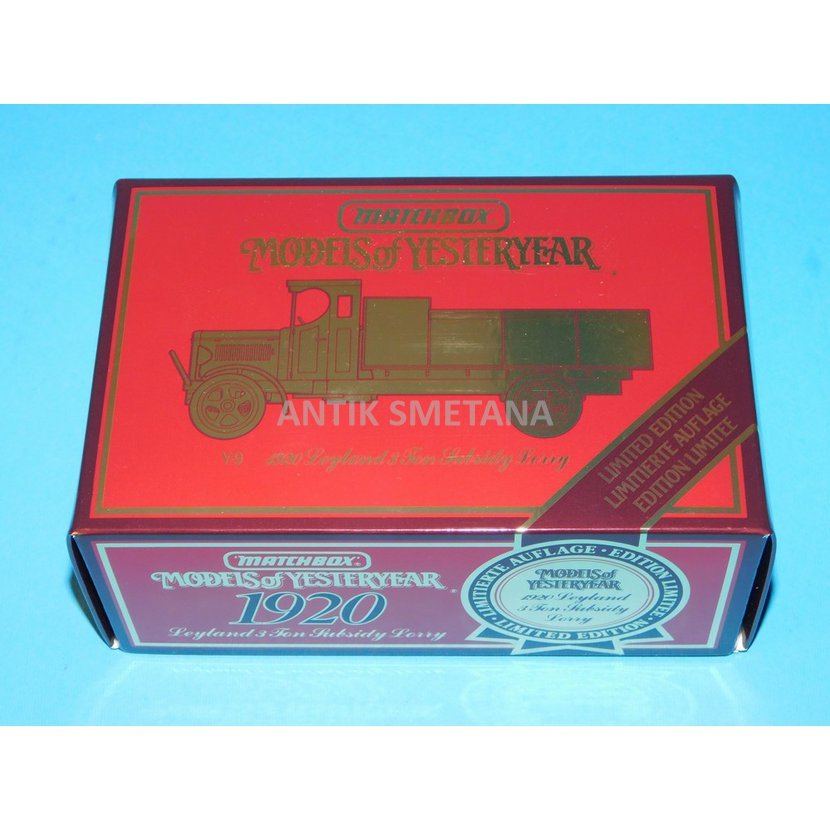 MATCHBOX
MODELS of YESTERYEAR
ANTIK SMETANA
Y-9 1920 Leyland 3 Ton Subsidy Lorry
LIMITED EDITION
LIMITIERTE AUFLAGE
EDITION LIMITEE
MATCHBOX
MODELS of YESTERYEAR
1920
Leyland 3 Ton Subsidy Lorry
LIMITIERTE AUFLAGE • EDITION LIMITEE •
MODELS of
YESTERYEAR
1920 Leyland
3 Ton Subsidy
Lorry
• LIMITED EDITION •